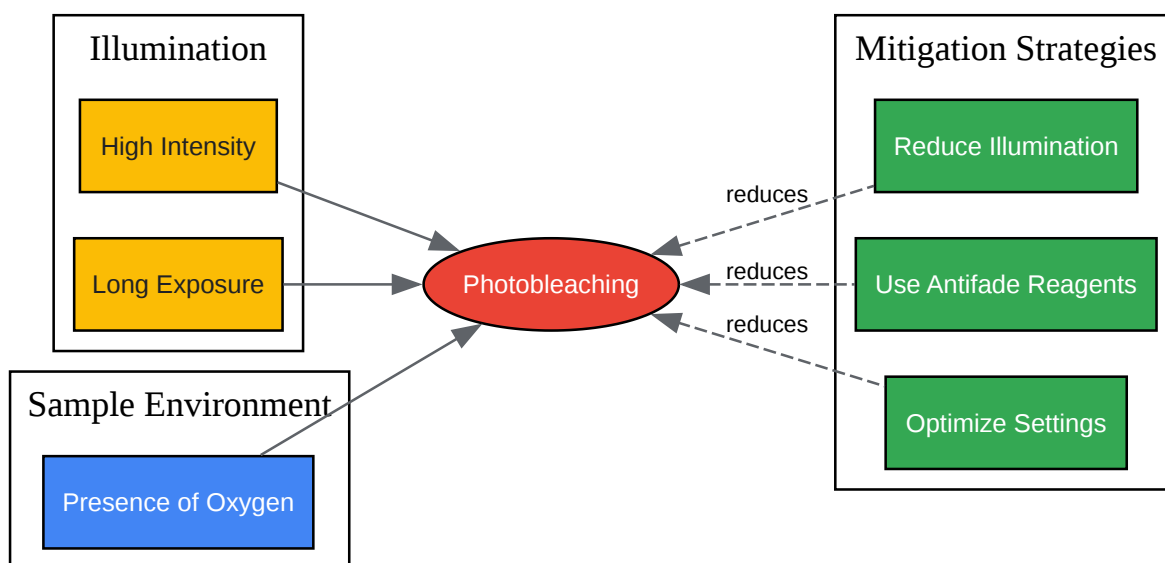 Illumination
High Intensity
Long Exposure
Sample Environment
Presence of Oxygen
Photobleaching
reduces
reduces
reduces
Mitigation Strategies
Reduce Illumination
Use Antifade Reagents
Optimize Settings